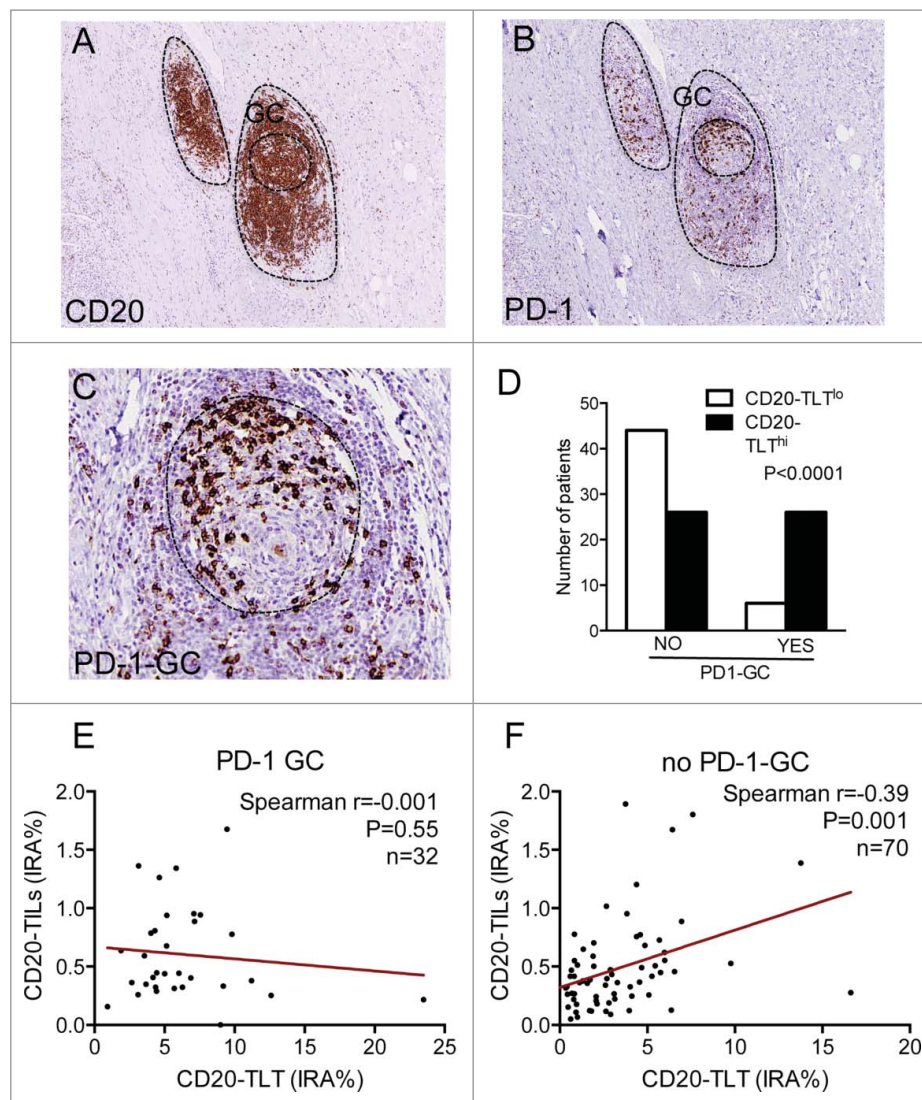 A
GC
CD20
B
GC
PD-1
C
PD-1-GC
D
CD20-TLTlo
CD20-
TLThi
P<0.0001
Number of patients
50
40
30
20
10
0
NO
YES
PD1-GC
E
PD-1 GC
Spearman r=-0.001
P=0.55
n=32
CD20-TILs (IRA%)
2.0
1.5
1.0
0.5
0.0
0 5 10 15 20 25
CD20-TLT (IRA%)
F
no PD-1-GC
Spearman r=-0.39
P=0.001
n=70
CD20-TILs (IRA%)
2.0
1.5
1.0
0.5
0.0
0 5 10 15 20
CD20-TLT (IRA%)